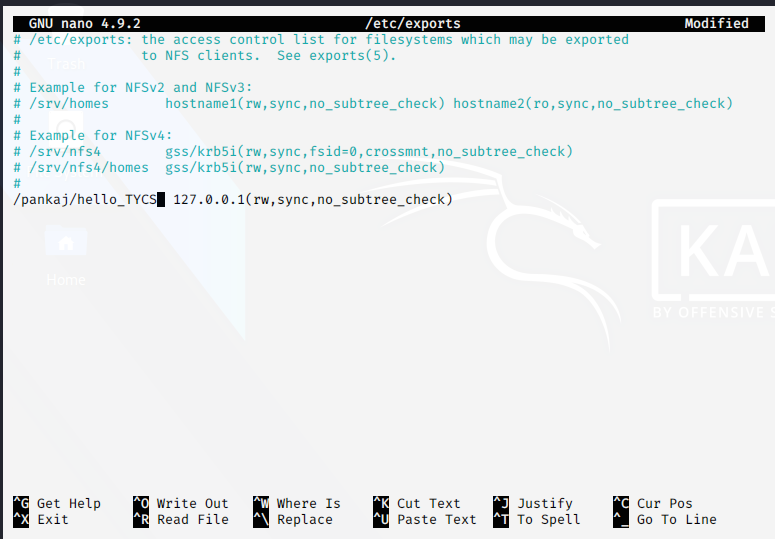 GNU nano 4.9.2 /etc/exports Modified
# /etc/exports: the access control list for filesystems which may be exported
# to NFS clients. See exports(5).
#
# Example for NFSv2 and NFSv3:
# /srv/homes hostname1(rw,sync,no_subtree_check) hostname2(ro,sync,no_subtree_check)
#
# Example for NFSv4:
# /srv/nfs4 gss/krb5i(rw,sync,fsid=0,crossmnt,no_subtree_check)
# /srv/nfs4/homes gss/krb5i(rw,sync,no_subtree_check)
#
/pankaj/hello_TYCS 127.0.0.1(rw,sync,no_subtree_check)
Trash
Home
KA
BY OFFENSIVE S
^G Get Help ^O Write Out ^W Where Is ^K Cut Text ^J Justify ^C Cur Pos
^X Exit ^R Read File ^\ Replace ^U Paste Text ^T To Spell ^_ Go To Line